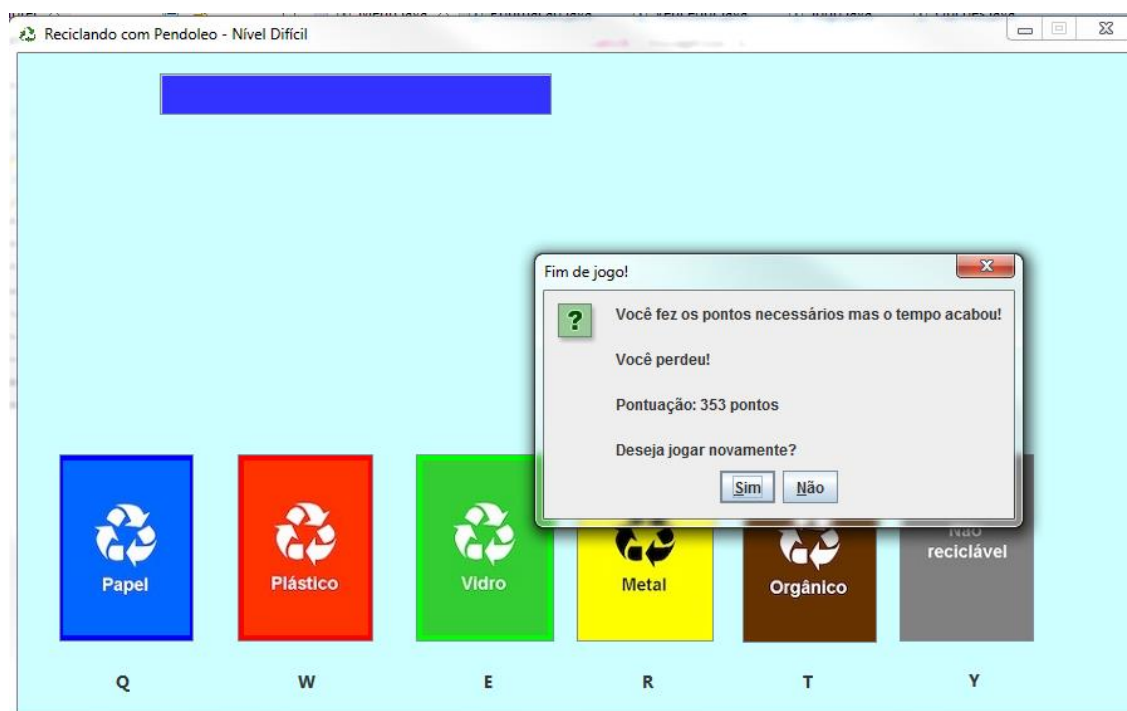 Reciclando com Pendoleo - Nível Difícil
Fim de jogo!
Você fez os pontos necessários mas o tempo acabou!
Você perdeu!
Pontuação: 353 pontos
Deseja jogar novamente?
Sim Não
Papel
Plástico
Vidro
Metal
Orgânico
Não
reciclável
Q W E R T Y